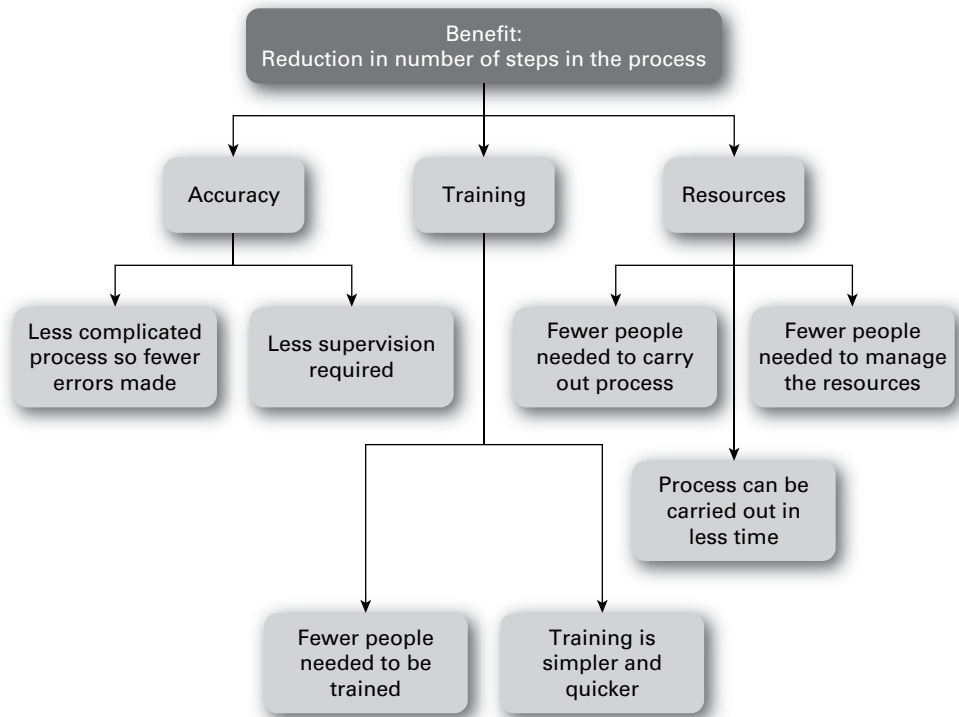 Benefit:
Reduction in number of steps in the process
Accuracy
Training
Resources
Less complicated
process so fewer
errors made
Less supervision
required
Fewer people
needed to carry
out process
Fewer people
needed to manage
the resources
Process can be
carried out in
less time
Fewer people
needed to be
trained
Training is
simpler and
quicker